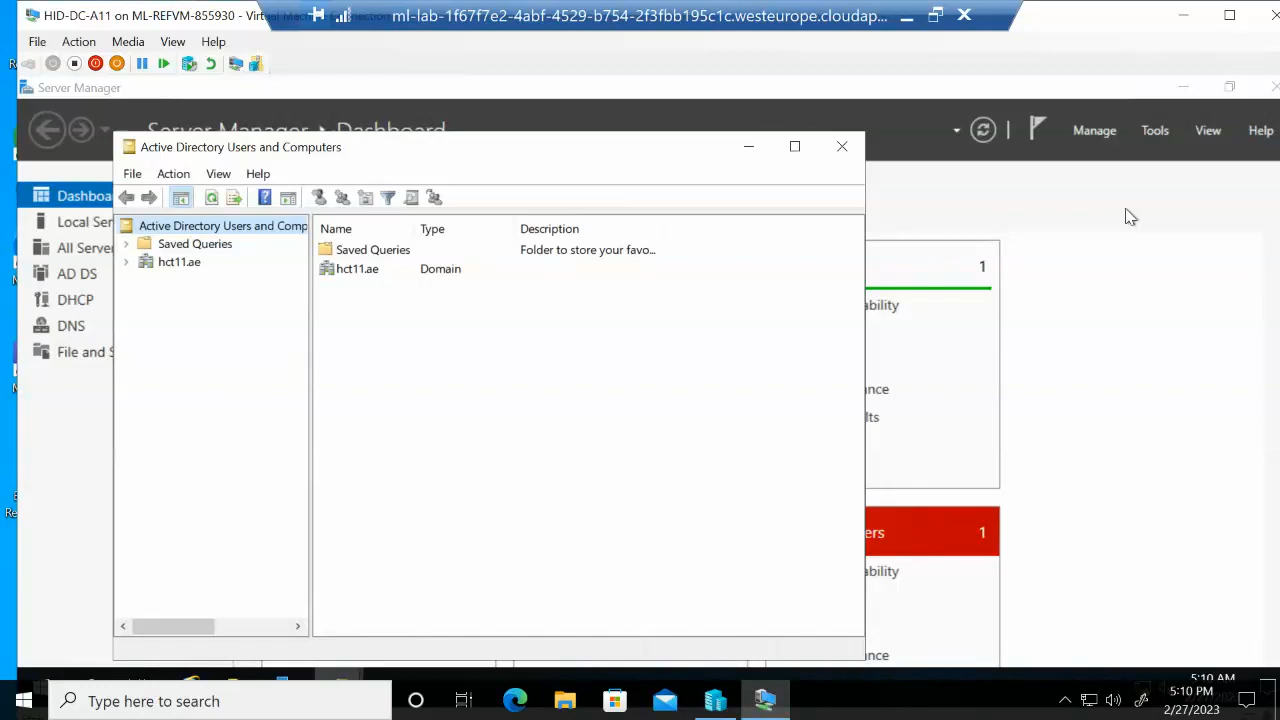 HID-DC-A11 on ML-REFVM-855930 - Virtual
ml-lab-1f67f7e2-4abf-4529-b754-2f3fbb195c1c.westeurope.cloudap...
File Action Media View Help
Server Manager
Server Manager Dashboard
Manage Tools View Help
Active Directory Users and Computers
File Action View Help
Dashboa
Local Ser
All Server
AD DS
DHCP
DNS
File and S
Active Directory Users and Comp
Saved Queries
hct11.ae
Name Type Description
Saved Queries Folder to store your favo...
hct11.ae Domain
1
ability
nce
lts
ers 1
ability
nce
5:10 AM
Type here to search
5:10 PM
2/27/2023